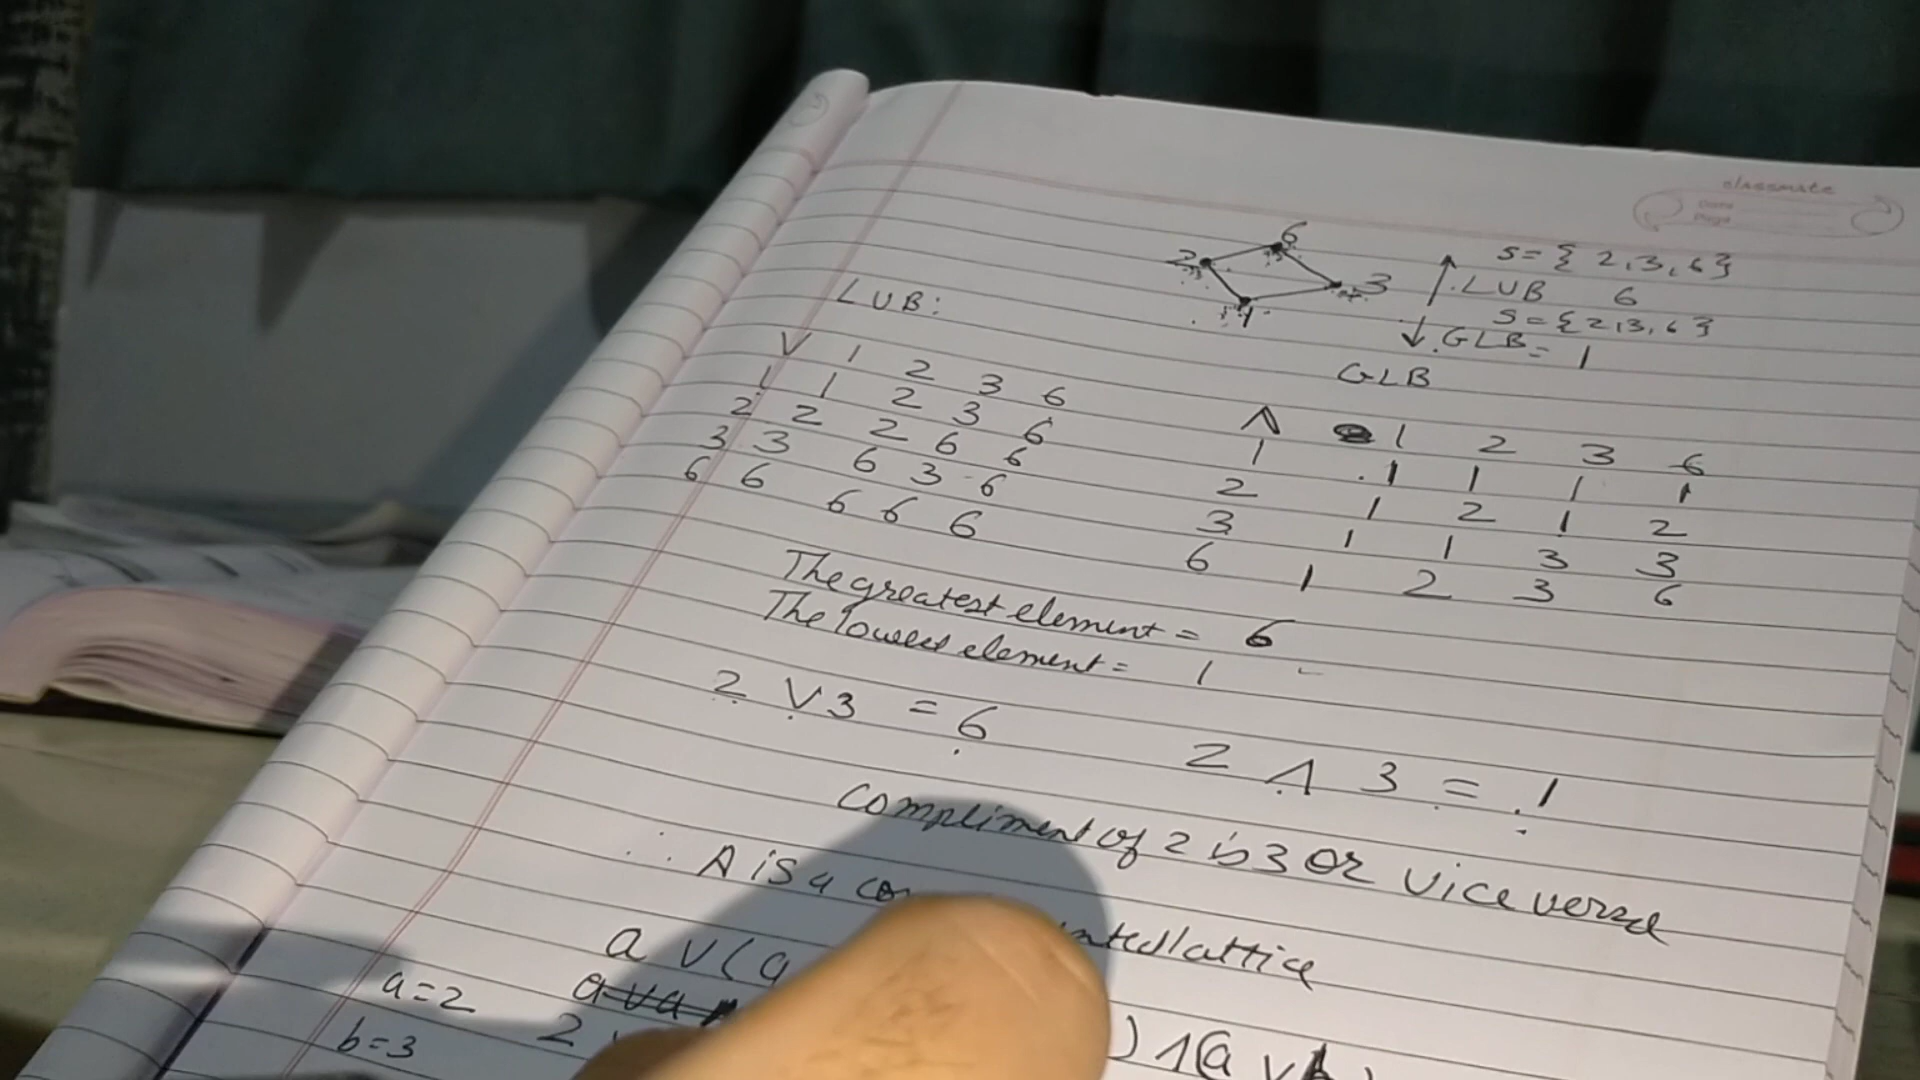 classmate
Date
Page
6
2
3
1
S = { 2, 3, 6 }
LUB 6
S = { 2, 3, 6 }
GLB = 1
LUB:
V 1 2 3 6
1 1 2 3 6
2 2 2 6 6
3 3 6 3 6
6 6 6 6 6
GLB
Λ 1 2 3 6
1 1 1 1 1
2 1 2 1 2
3 1 1 3 3
6 1 2 3 6
The greatest element = 6
The lowest element = 1
2 V 3 = 6 2 Λ 3 = 1
compliment of 2 is 3 or vice versa
∴ A is a lattice
a V (a ) Λ (a V
a = 2
b = 3 2